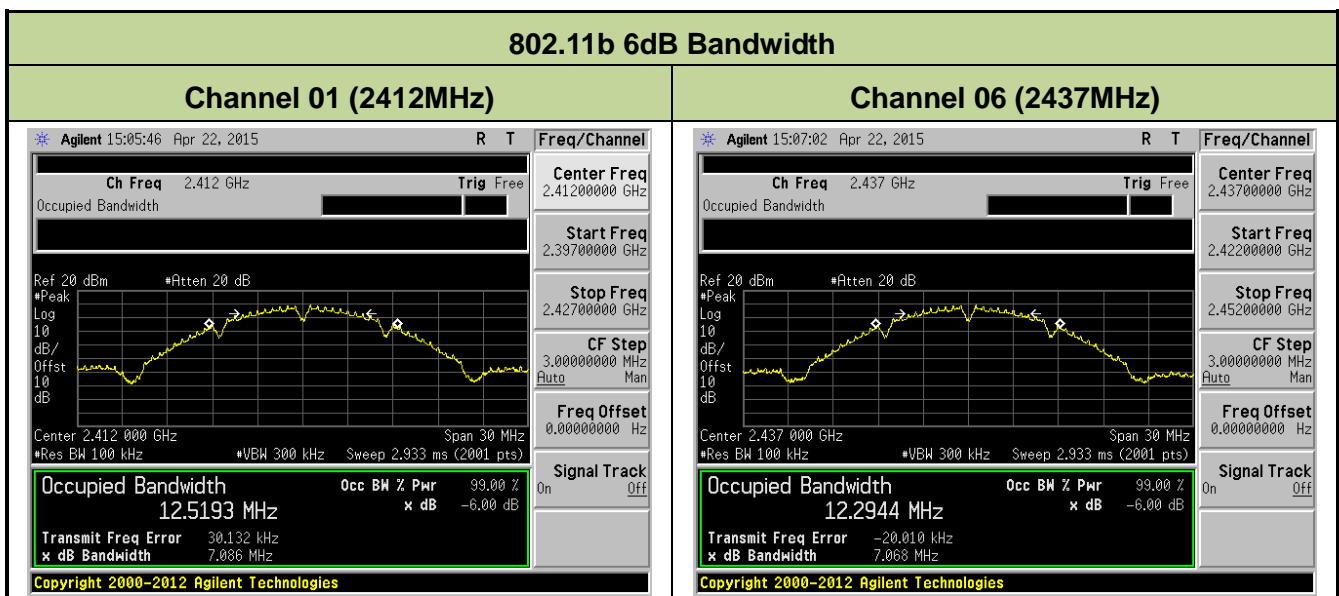 802.11b 6dB Bandwidth
Channel 01 (2412MHz)
Agilent 15:05:46 Apr 22, 2015 R T
Ch Freq 2.412 GHz Trig Free
Occupied Bandwidth
Ref 20 dBm #Atten 20 dB
#Peak
Log
10
dB/
Offst
10
dB
Center 2.412 000 GHz Span 30 MHz
#Res BW 100 kHz #VBW 300 kHz Sweep 2.933 ms (2001 pts)
Occupied Bandwidth Occ BW % Pwr 99.00 %
12.5193 MHz x dB -6.00 dB
Transmit Freq Error 30.132 kHz
x dB Bandwidth 7.086 MHz
Copyright 2000-2012 Agilent Technologies
Freq/Channel
Center Freq
2.41200000 GHz
Start Freq
2.39700000 GHz
Stop Freq
2.42700000 GHz
CF Step
3.00000000 MHz
Auto Man
Freq Offset
0.00000000 Hz
Signal Track
On Off
Channel 06 (2437MHz)
Agilent 15:07:02 Apr 22, 2015 R T
Ch Freq 2.437 GHz Trig Free
Occupied Bandwidth
Ref 20 dBm #Atten 20 dB
#Peak
Log
10
dB/
Offst
10
dB
Center 2.437 000 GHz Span 30 MHz
#Res BW 100 kHz #VBW 300 kHz Sweep 2.933 ms (2001 pts)
Occupied Bandwidth Occ BW % Pwr 99.00 %
12.2944 MHz x dB -6.00 dB
Transmit Freq Error -20.010 kHz
x dB Bandwidth 7.068 MHz
Copyright 2000-2012 Agilent Technologies
Freq/Channel
Center Freq
2.43700000 GHz
Start Freq
2.42200000 GHz
Stop Freq
2.45200000 GHz
CF Step
3.00000000 MHz
Auto Man
Freq Offset
0.00000000 Hz
Signal Track
On Off